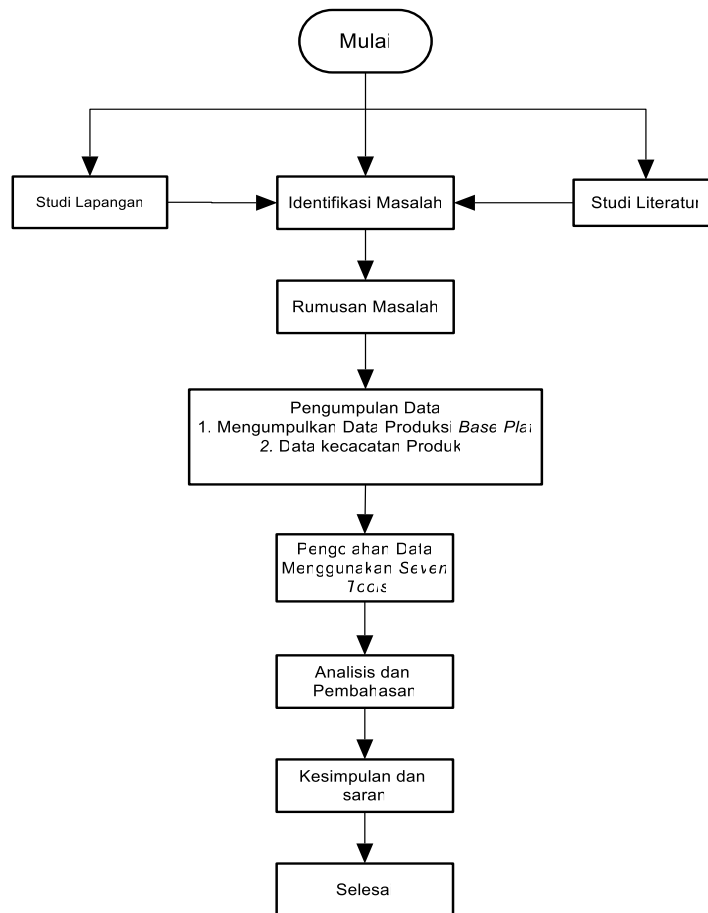 Mulai
Studi Lapangan
Identifikasi Masalah
Studi Literatur
Rumusan Masalah
Pengumpulan Data
1. Mengumpulkan Data Produksi Base Plat
2. Data kecacatan Produk
Pengolahan Data
Menggunakan Seven
Tools
Analisis dan
Pembahasan
Kesimpulan dan
saran
Selesa